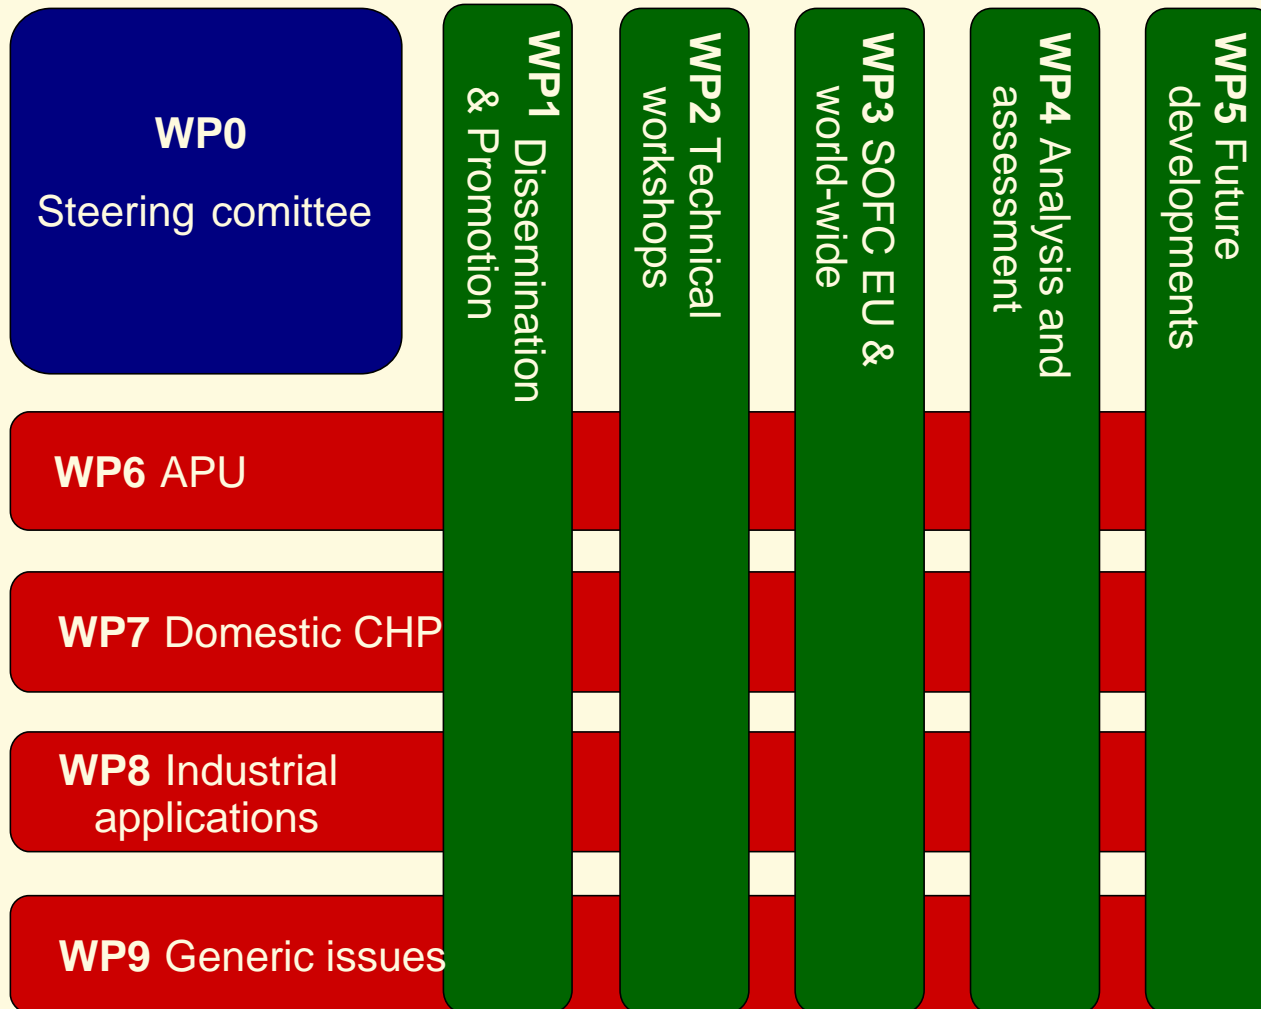 WP0
Steering comittee
WP1 Dissemination
& Promotion
WP2 Technical
workshops
WP3 SOFC EU &
world-wide
WP4 Analysis and
assessment
WP5 Future
developments
WP6 APU
WP7 Domestic CHP
WP8 Industrial
applications
WP9 Generic issues